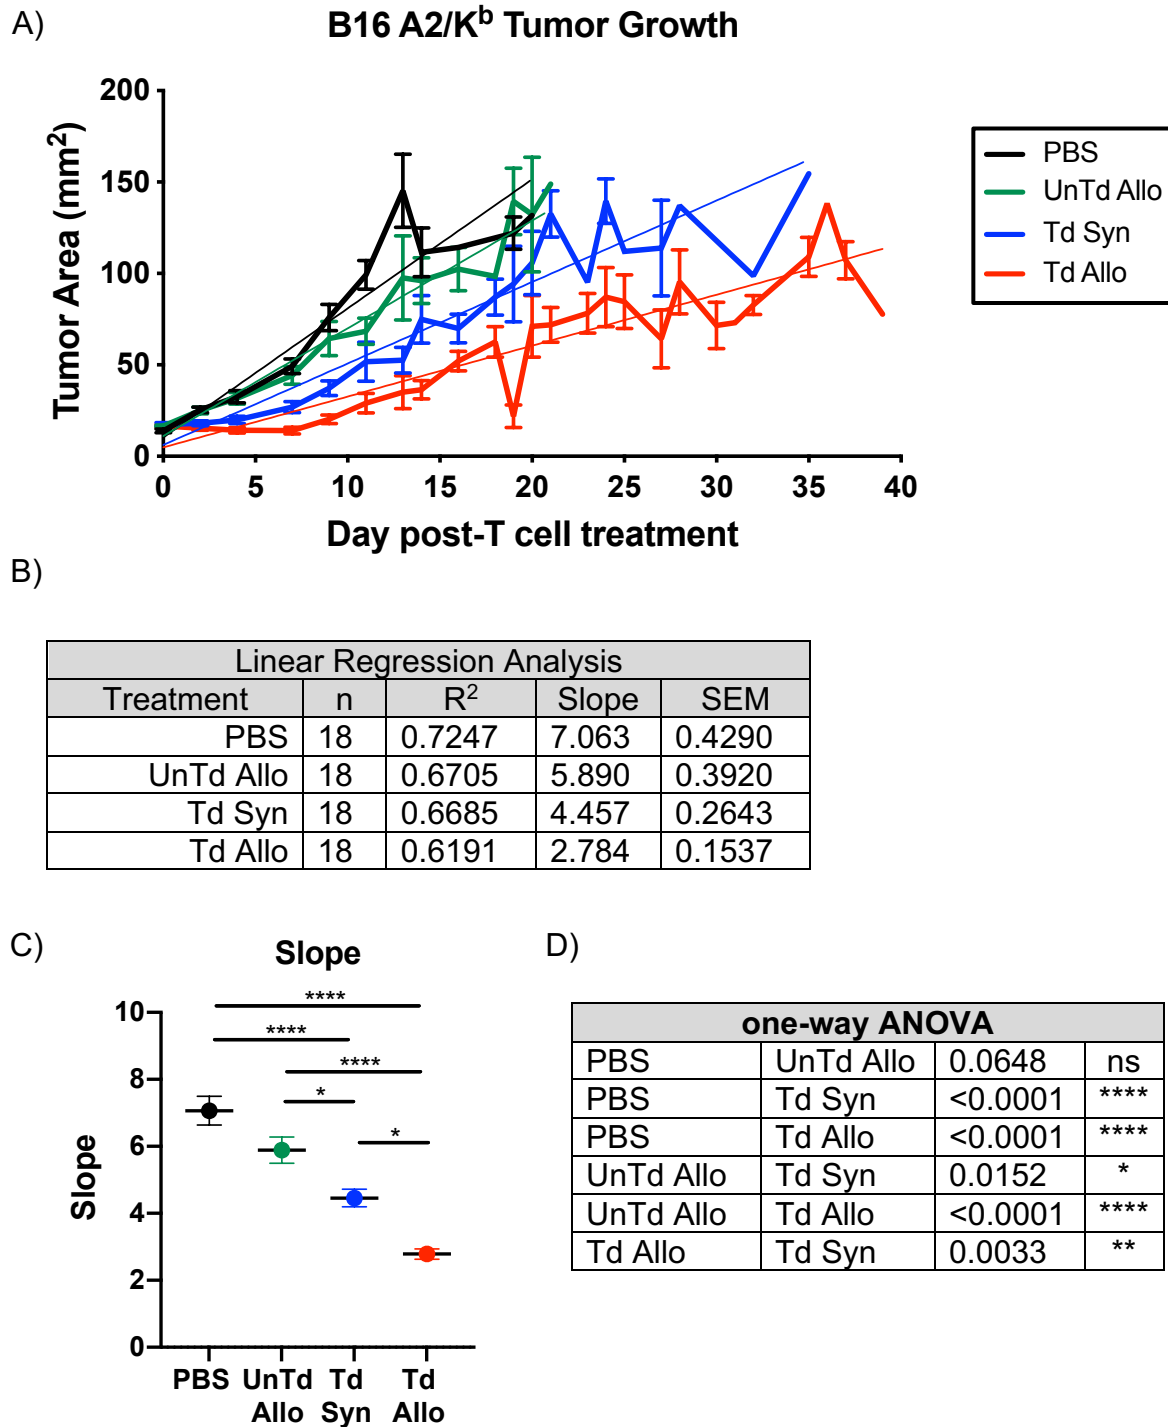 A)
B16 A2/Kᵇ Tumor Growth
200
150
100
50
0
Tumor Area (mm²)
0 5 10 15 20 25 30 35 40
Day post-T cell treatment
PBS
UnTd Allo
Td Syn
Td Allo
B)
Linear Regression Analysis
Treatment n R² Slope SEM
PBS 18 0.7247 7.063 0.4290
UnTd Allo 18 0.6705 5.890 0.3920
Td Syn 18 0.6685 4.457 0.2643
Td Allo 18 0.6191 2.784 0.1537
C)
Slope
10
8
6
4
2
0
Slope
****
****
****
*
*
PBS UnTd Td Td
Allo Syn Allo
D)
one-way ANOVA
PBS UnTd Allo 0.0648 ns
PBS Td Syn <0.0001 ****
PBS Td Allo <0.0001 ****
UnTd Allo Td Syn 0.0152 *
UnTd Allo Td Allo <0.0001 ****
Td Allo Td Syn 0.0033 **